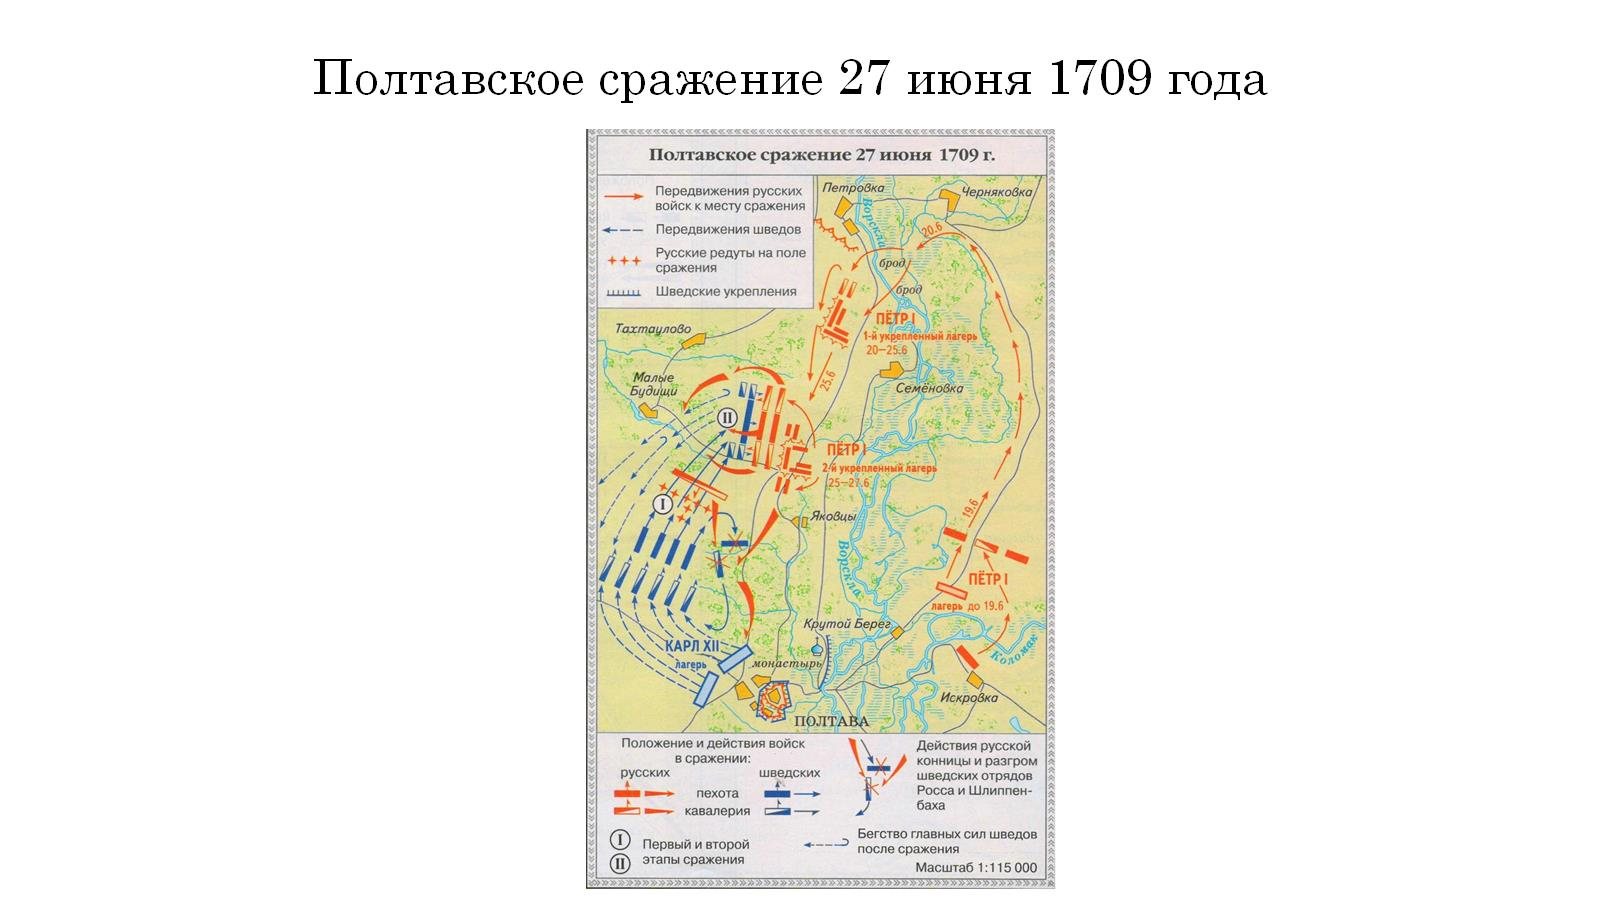 Полтавское сражение 27 июня 1709 года
Полтавское сражение 27 июня 1709 г.
Передвижения русских
войск к месту сражения
Передвижения шведов
Русские редуты на поле
сражения
Шведские укрепления
Петровка
Черняковка
Ворскла
20.6
брод
брод
ПЁТР I
1-й укрепленный лагерь
20—25.6
Тахтаулово
25.6
Семёновка
Малые
Будищи
II
ПЁТР I
2-й укрепленный лагерь
25—27.6
I
19.6
Яковцы
Ворскла
ПЁТР I
лагерь до 19.6
Крутой Берег
Коломак
КАРЛ XII
лагерь
монастырь
Искровка
ПОЛТАВА
Положение и действия войск
в сражении:
русских
шведских
пехота
кавалерия
Действия русской
конницы и разгром
шведских отрядов
Росса и Шлиппен-
баха
I
II
Первый и второй
этапы сражения
Бегство главных сил шведов
после сражения
Масштаб 1:115 000